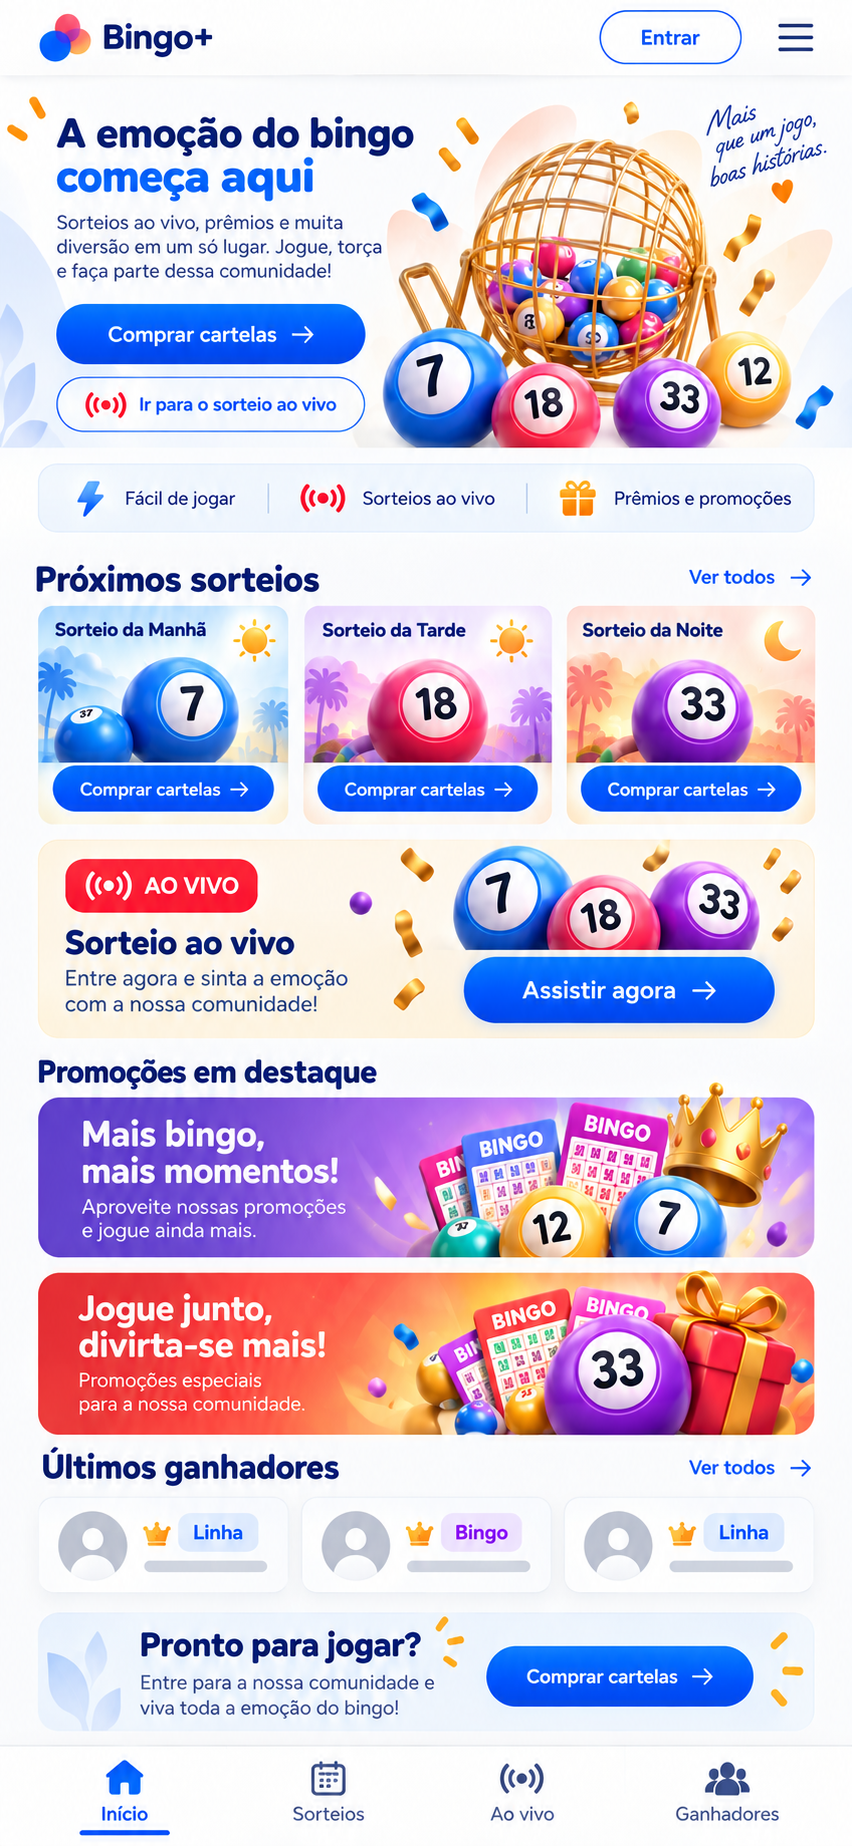 Bingo+
Entrar
A emoção do bingo
começa aqui
Sorteios ao vivo, prêmios e muita
diversão em um só lugar. Jogue, torça
e faça parte dessa comunidade!
Comprar cartelas
Ir para o sorteio ao vivo
Mais
que um jogo,
boas histórias.
7
18
33
12
Fácil de jogar
Sorteios ao vivo
Prêmios e promoções
Próximos sorteios
Ver todos
Sorteio da Manhã
37
7
Comprar cartelas
Sorteio da Tarde
18
Comprar cartelas
Sorteio da Noite
33
Comprar cartelas
AO VIVO
Sorteio ao vivo
Entre agora e sinta a emoção
com a nossa comunidade!
7
18
33
Assistir agora
Promoções em destaque
Mais bingo,
mais momentos!
Aproveite nossas promoções
e jogue ainda mais.
BIN
BINGO
BINGO
12
7
Jogue junto,
divirta-se mais!
Promoções especiais
para a nossa comunidade.
BIN
BINGO
BINGO
33
Últimos ganhadores
Ver todos
Linha
Bingo
Linha
Pronto para jogar?
Entre para a nossa comunidade e
viva toda a emoção do bingo!
Comprar cartelas
Início
Sorteios
Ao vivo
Ganhadores